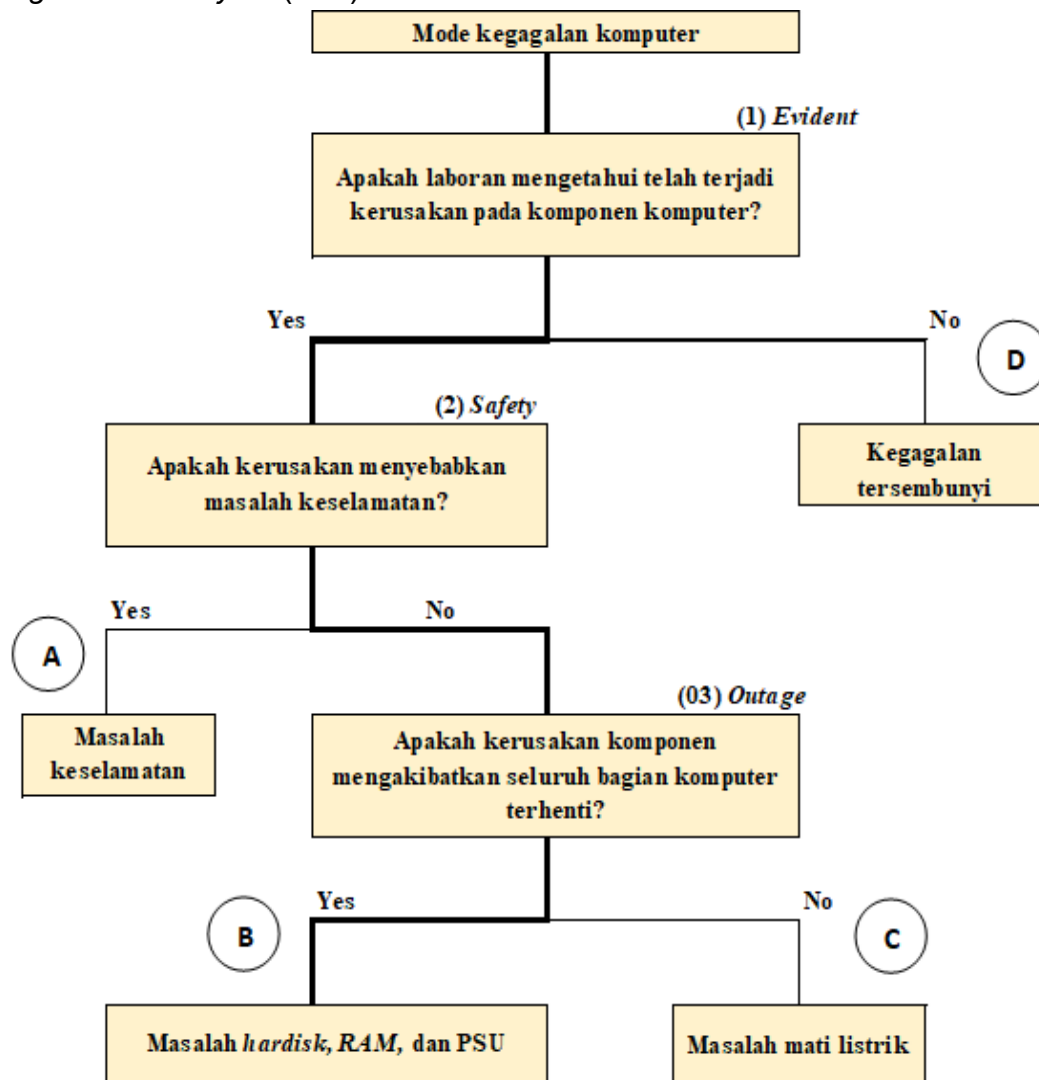 Mode kegagalan komputer
(1) Evident
Apakah laboran mengetahui telah terjadi
kerusakan pada komponen komputer?
Yes
No
D
(2) Safety
Apakah kerusakan menyebabkan
masalah keselamatan?
Kegagalan
tersembunyi
Yes
No
A
(03) Outage
Masalah
keselamatan
Apakah kerusakan komponen
mengakibatkan seluruh bagian komputer
terhenti?
Yes
No
B
C
Masalah hardisk, RAM, dan PSU
Masalah mati listrik